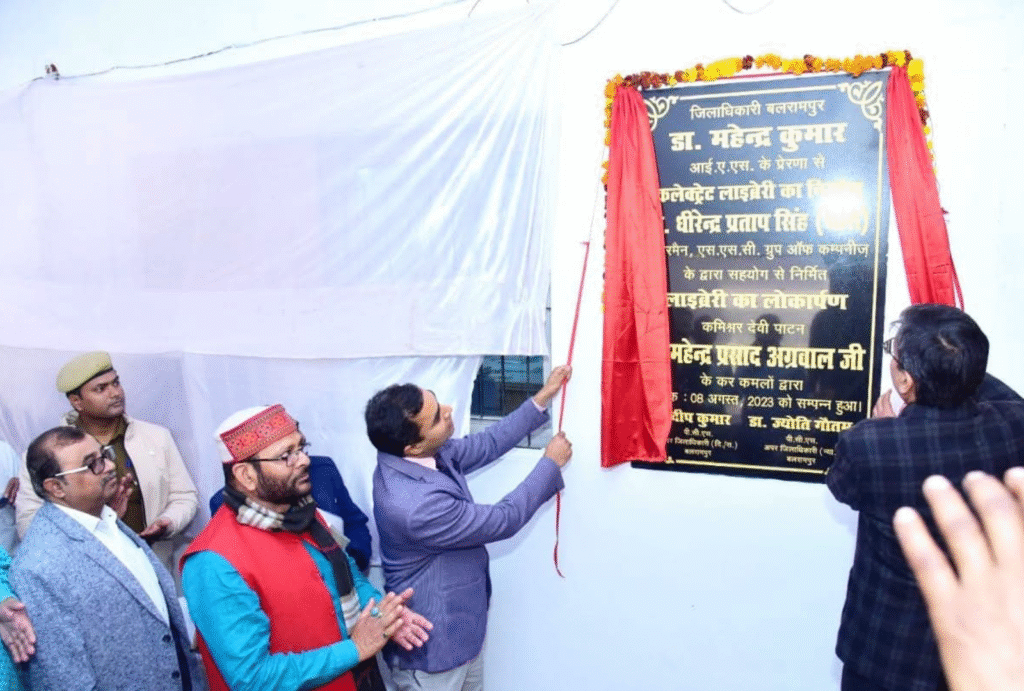 जिलाधिकारी बलरामपुर
डा. महेन्द्र कुमार
आई.ए.एस. के प्रेरणा से
कलेक्ट्रेट लाइब्रेरी का
धीरेन्द्र प्रताप सिंह
एस.एस.सी. ग्रुप ऑफ कम्पनीज
के द्वारा सहयोग से निर्मित
लाइब्रेरी का लोकार्पण
कमिश्नर देवी पाटन
महेन्द्र प्रसाद अग्रवाल जी
के कर कमलों द्वारा
08 अगस्त, 2023 को सम्पन्न हुआ।
कुमार डा. ज्योति गौतम
पी.सी.एस. पी.सी.एस.
जिलाधिकारी (वि./रा.) अपर जिलाधिकारी
बलरामपुर बलरामपुर